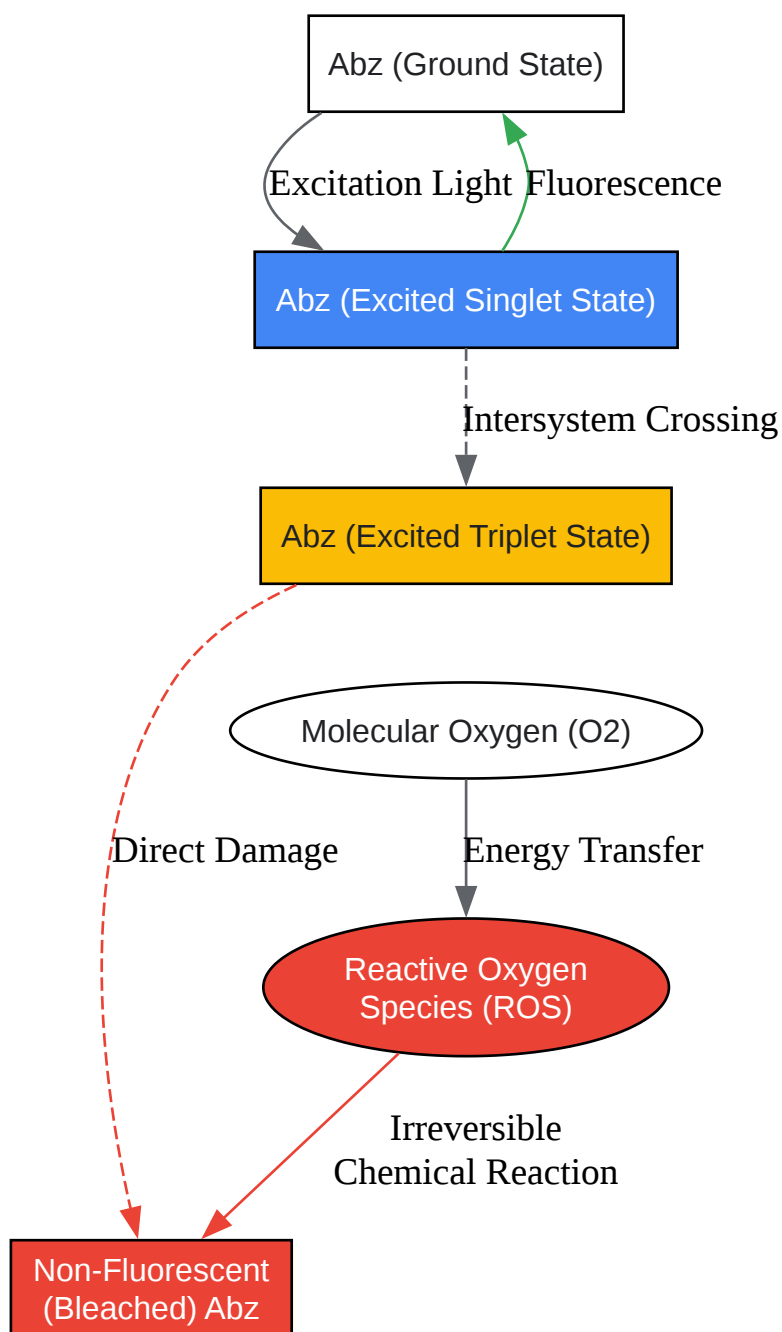 Abz (Ground State)
Excitation Light
Fluorescence
Abz (Excited Singlet State)
Intersystem Crossing
Abz (Excited Triplet State)
Molecular Oxygen (O2)
Direct Damage
Energy Transfer
Reactive Oxygen
Species (ROS)
Irreversible
Chemical Reaction
Non-Fluorescent
(Bleached) Abz